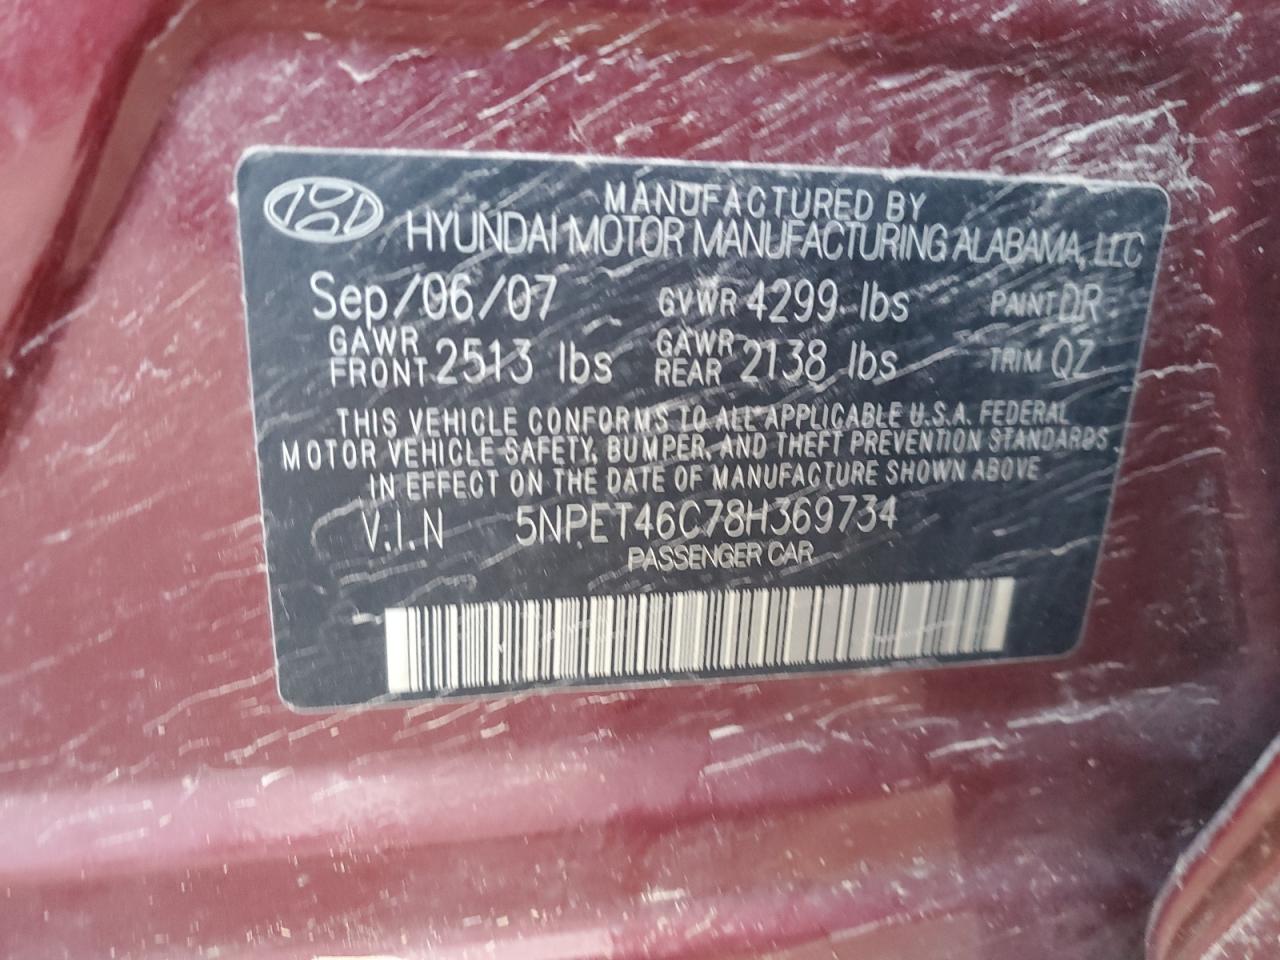 MANUFACTURED BY
HYUNDAI MOTOR MANUFACTURING ALABAMA, LLC
Sep/06/07 GVWR 4299 lbs PAINT DR
GAWR FRONT 2513 lbs GAWR REAR 2138 lbs TRIM QZ
THIS VEHICLE CONFORMS TO ALL APPLICABLE U.S.A. FEDERAL
MOTOR VEHICLE SAFETY, BUMPER, AND THEFT PREVENTION STANDARDS
IN EFFECT ON THE DATE OF MANUFACTURE SHOWN ABOVE
V.I.N 5NPET46C78H369734
PASSENGER CAR